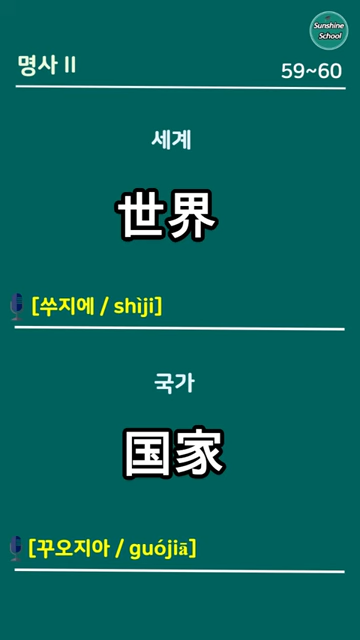 Sunshine
School
명사 II
59~60
세계
世界
[쑤지에 / shìji]
국가
国家
[꾸오지아 / guójiā]